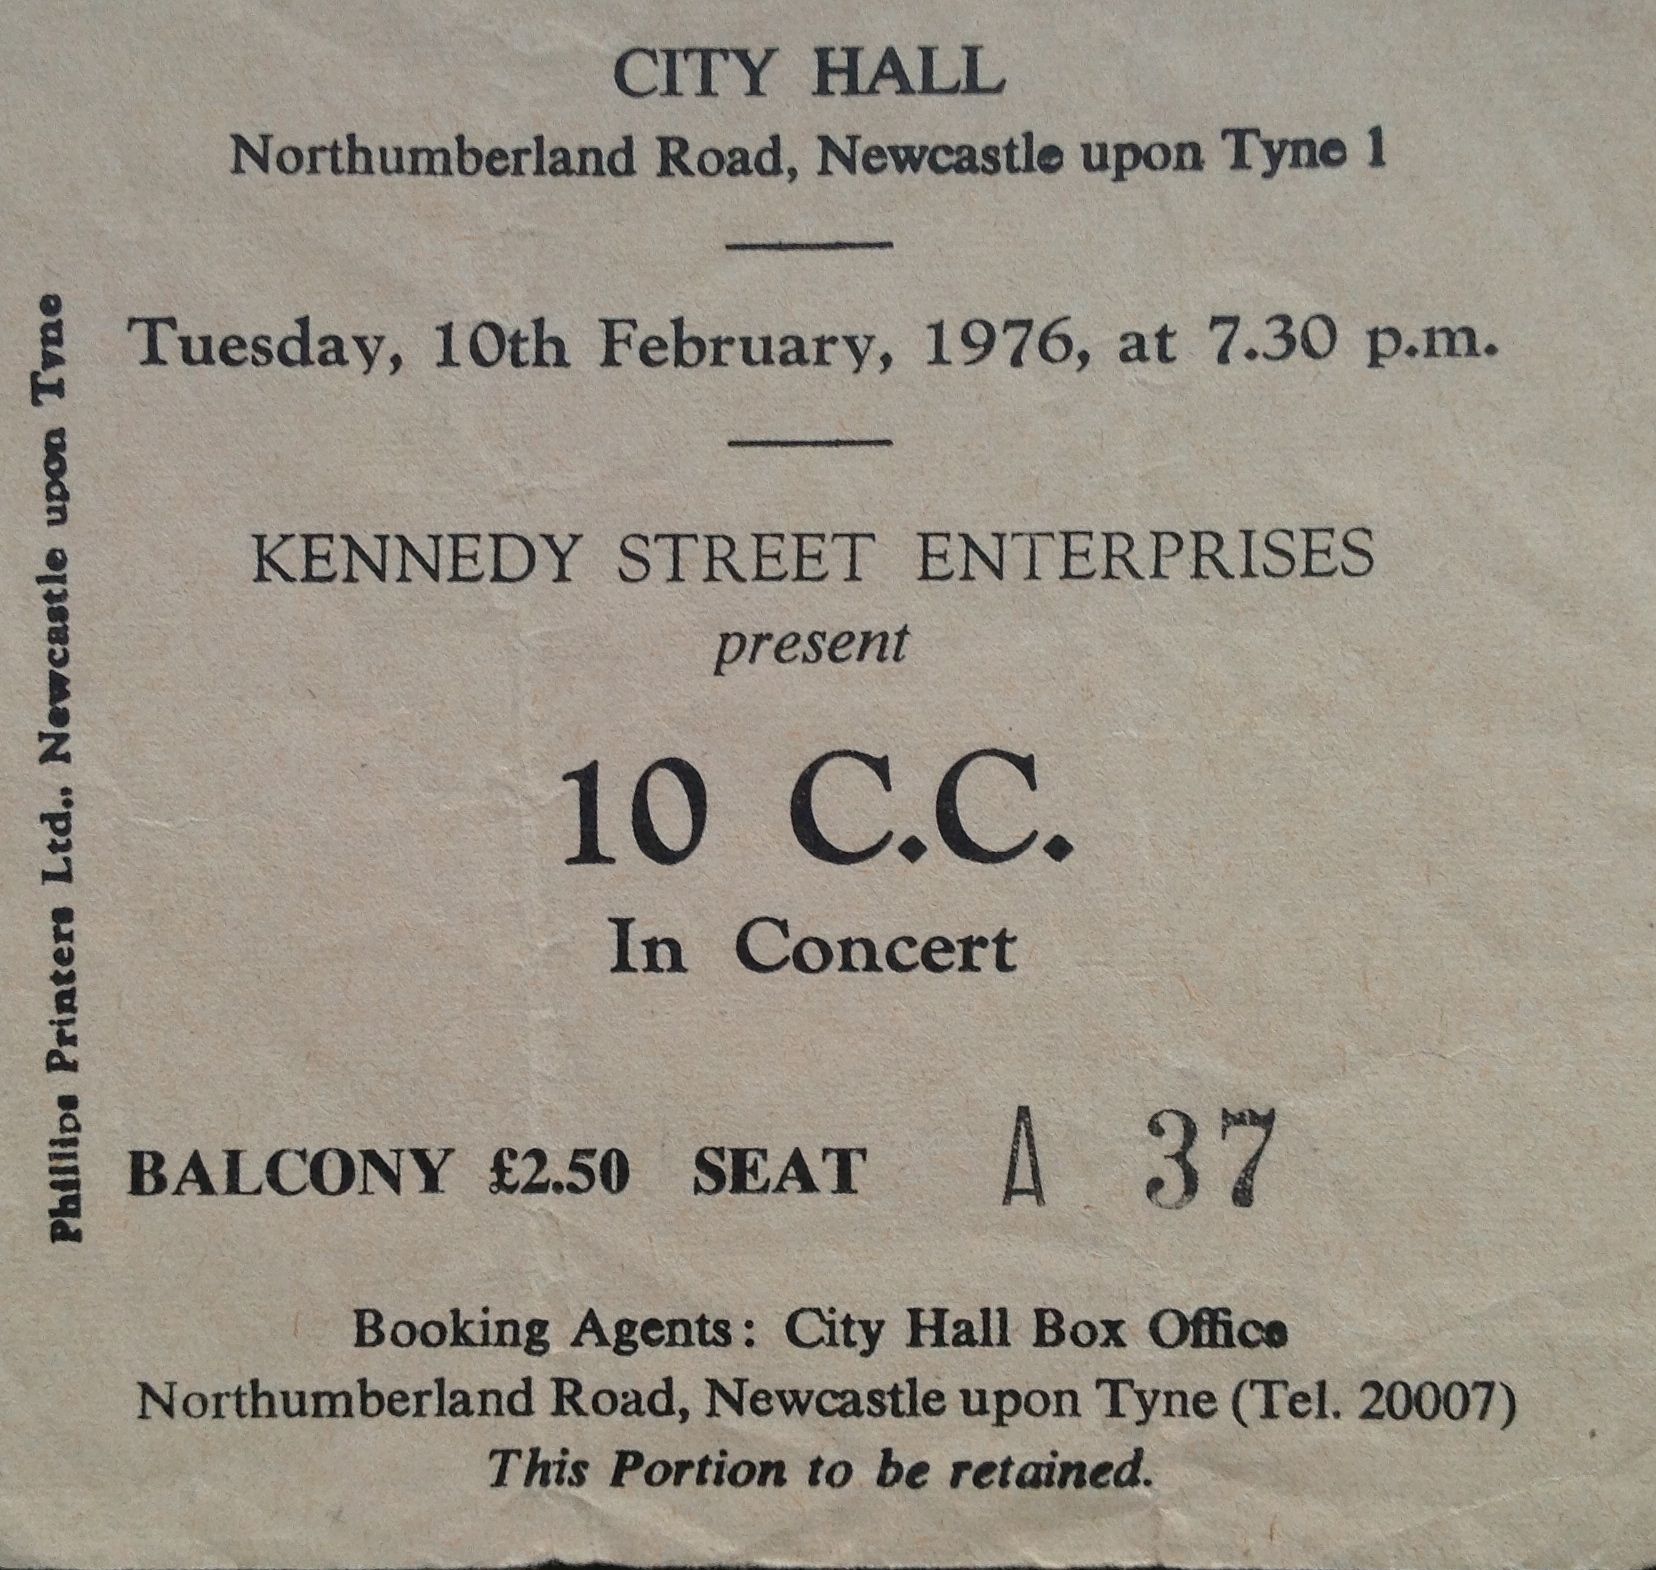 CITY HALL
Northumberland Road, Newcastle upon Tyne 1
Tuesday, 10th February, 1976, at 7.30 p.m.
KENNEDY STREET ENTERPRISES
present
10 C.C.
In Concert
BALCONY £2.50 SEAT A 37
Booking Agents: City Hall Box Office
Northumberland Road, Newcastle upon Tyne (Tel. 20007)
This Portion to be retained.
Phillips Printers Ltd., Newcastle upon Tyne